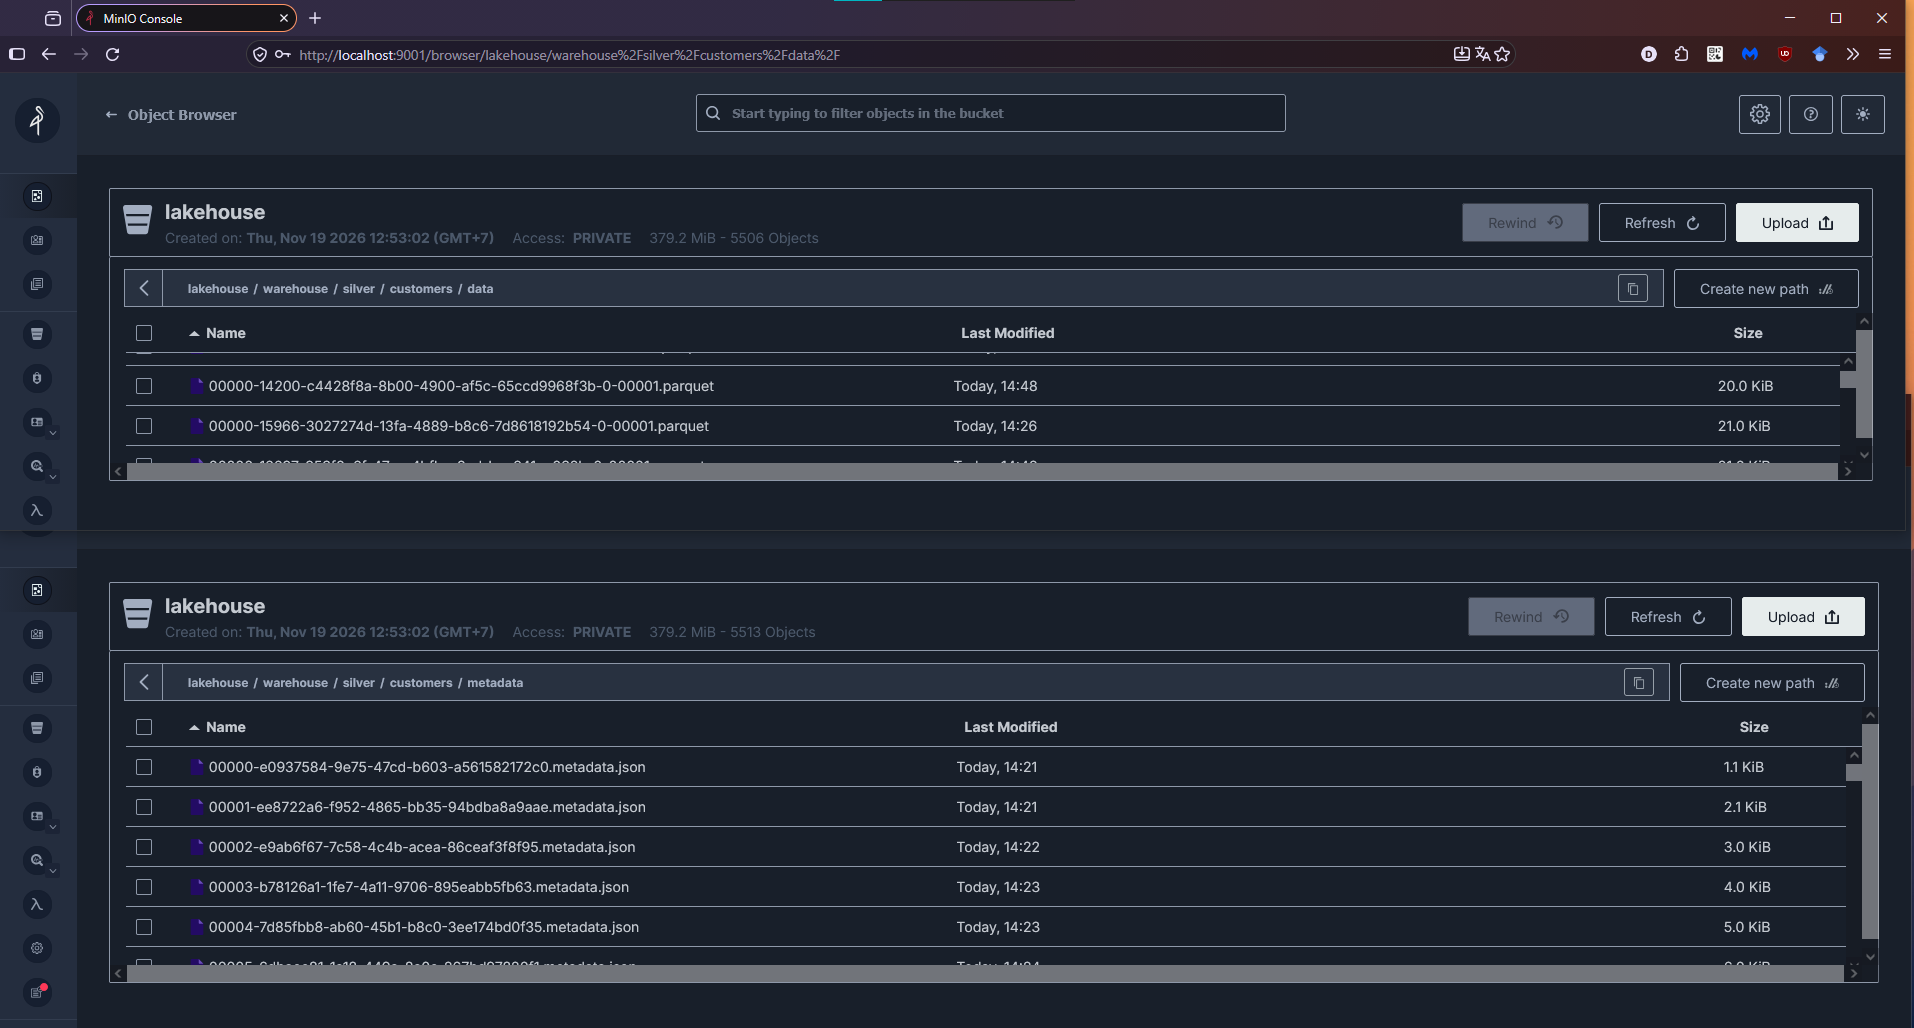 MinIO Console
http://localhost:9001/browser/lakehouse/warehouse%2Fsilver%2Fcustomers%2Fdata%2F
Object Browser
Start typing to filter objects in the bucket
lakehouse
Created on: Thu, Nov 19 2026 12:53:02 (GMT+7) Access: PRIVATE 379.2 MiB - 5506 Objects
Rewind
Refresh
Upload
lakehouse / warehouse / silver / customers / data
Create new path
Name Last Modified Size
00000-14200-c4428f8a-8b00-4900-af5c-65ccd9968f3b-0-00001.parquet Today, 14:48 20.0 KiB
00000-15966-3027274d-13fa-4889-b8c6-7d8618192b54-0-00001.parquet Today, 14:26 21.0 KiB
lakehouse
Created on: Thu, Nov 19 2026 12:53:02 (GMT+7) Access: PRIVATE 379.2 MiB - 5513 Objects
Rewind
Refresh
Upload
lakehouse / warehouse / silver / customers / metadata
Create new path
Name Last Modified Size
00000-e0937584-9e75-47cd-b603-a561582172c0.metadata.json Today, 14:21 1.1 KiB
00001-ee8722a6-f952-4865-bb35-94bdba8a9aae.metadata.json Today, 14:21 2.1 KiB
00002-e9ab6f67-7c58-4c4b-acea-86ceaf3f8f95.metadata.json Today, 14:22 3.0 KiB
00003-b78126a1-1fe7-4a11-9706-895eabb5fb63.metadata.json Today, 14:23 4.0 KiB
00004-7d85fbb8-ab60-45b1-b8c0-3ee174bd0f35.metadata.json Today, 14:23 5.0 KiB